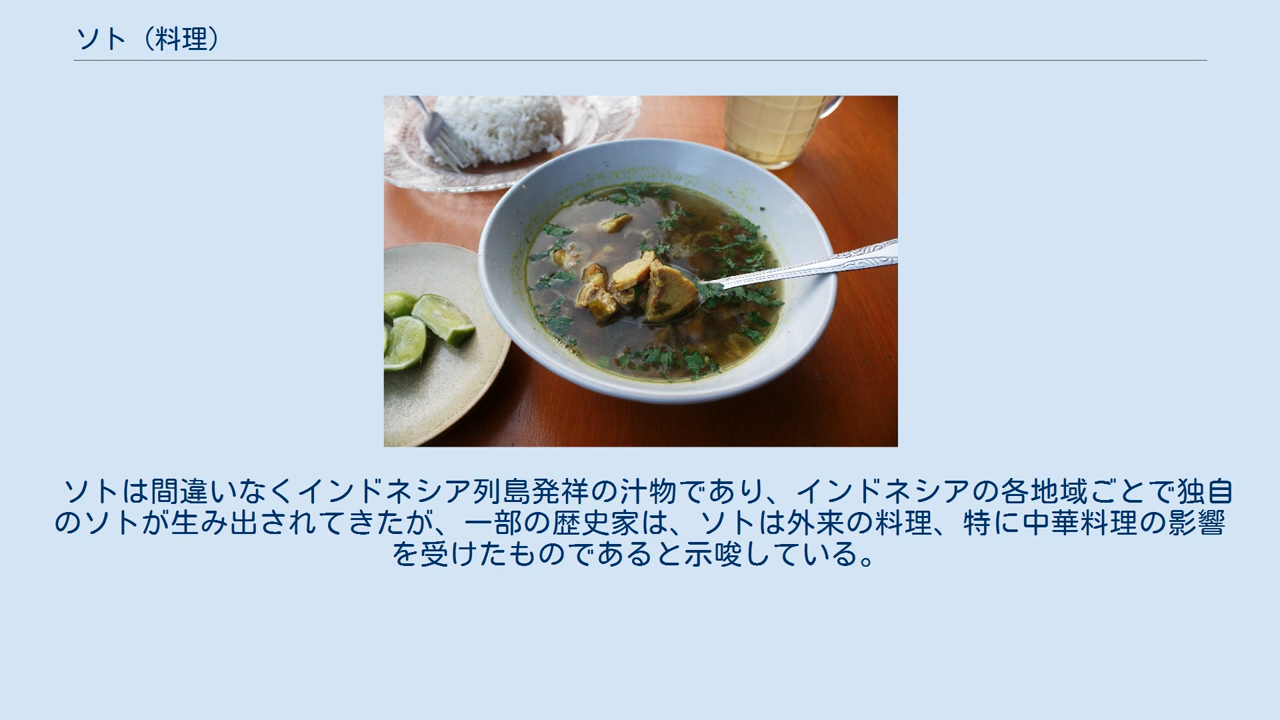 ソト（料理）
ソトは間違いなくインドネシア列島発祥の汁物であり、インドネシアの各地域ごとで独自
のソトが生み出されてきたが、一部の歴史家は、ソトは外来の料理、特に中華料理の影響
を受けたものであると示唆している。